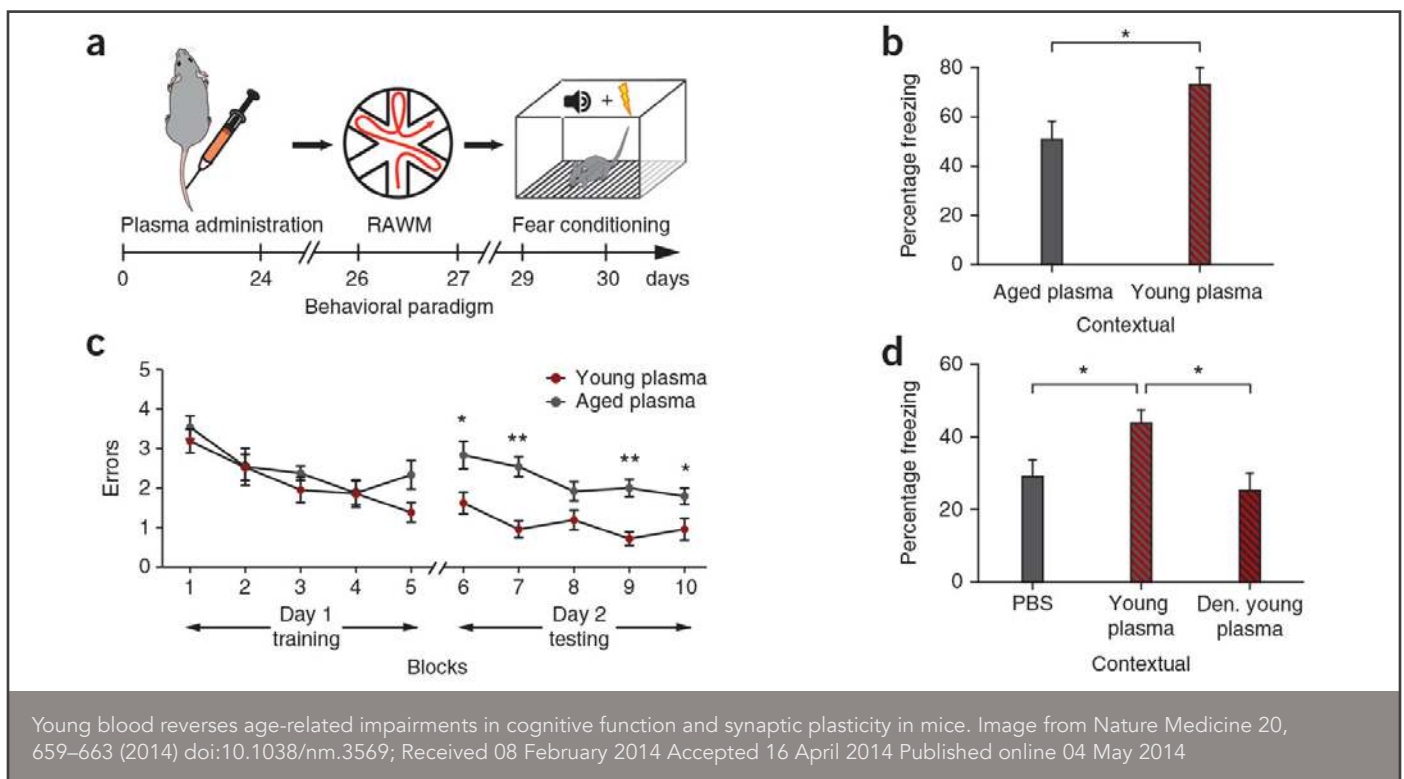 a
Plasma administration
RAWM
Fear conditioning
0
24
26
27
29
30
days
Behavioral paradigm
b
*
Percentage freezing
80
60
40
20
0
Aged plasma
Young plasma
Contextual
c
Errors
5
4
3
2
1
0
Young plasma
Aged plasma
*
**
**
*
1
2
3
4
5
6
7
8
9
10
Day 1
training
Day 2
testing
Blocks
d
*
*
Percentage freezing
60
40
20
0
PBS
Young
plasma
Den. young
plasma
Contextual
Young blood reverses age-related impairments in cognitive function and synaptic plasticity in mice. Image from Nature Medicine 20,
659–663 (2014) doi:10.1038/nm.3569; Received 08 February 2014 Accepted 16 April 2014 Published online 04 May 2014